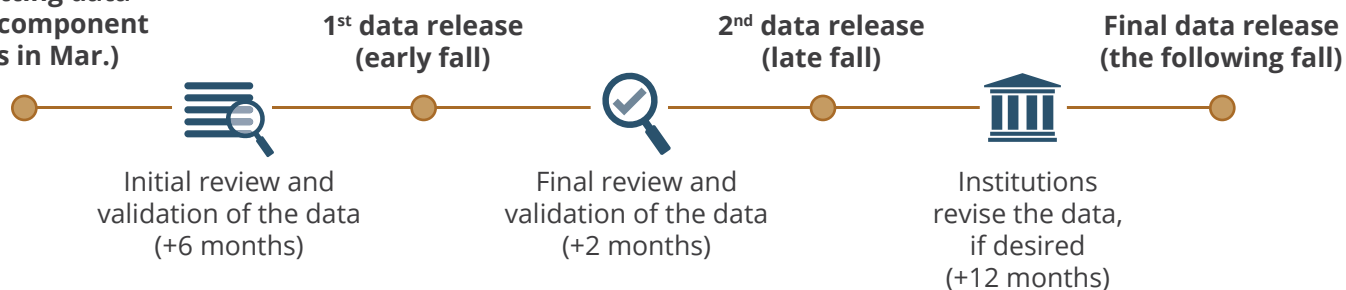 data
component
s in Mar.)
1st data release
(early fall)
2nd data release
(late fall)
Final data release
(the following fall)
Initial review and
validation of the data
(+6 months)
Final review and
validation of the data
(+2 months)
Institutions
revise the data,
if desired
(+12 months)